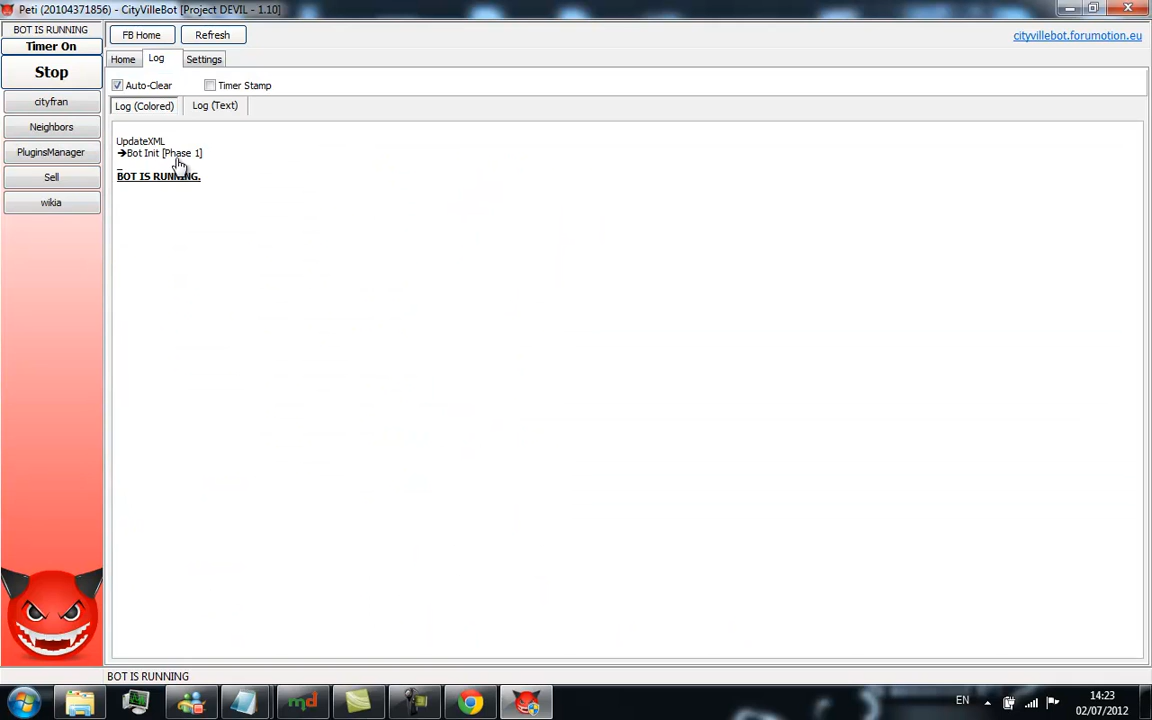 Peti (20104371856) - CityVilleBot [Project DEVIL - 1.10]
BOT IS RUNNING
FB Home
Refresh
cityvillebot.forumotion.eu
Timer On
Home
Log
Settings
Stop
Auto-Clear
Timer Stamp
cityfran
Log (Colored)
Log (Text)
Neighbors
UpdateXML
➔Bot Init [Phase 1]
PluginsManager
BOT IS RUNNING.
Sell
wikia
BOT IS RUNNING
md
EN
14:23
02/07/2012